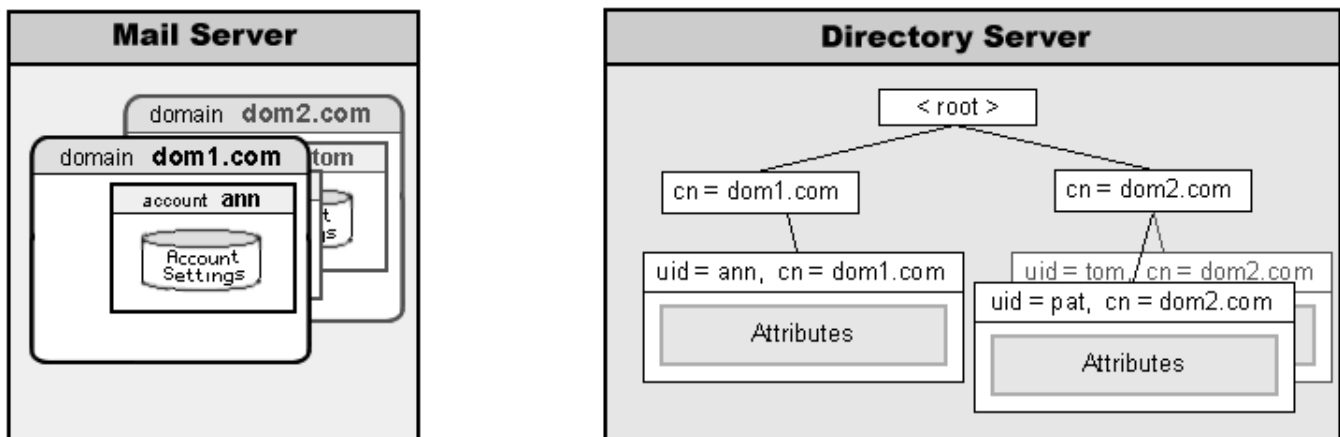 Mail Server
domain dom2.com
tom
domain dom1.com
account ann
Account
Settings
Directory Server
< root >
cn = dom1.com
cn = dom2.com
uid = ann, cn = dom1.com
Attributes
uid = tom, cn = dom2.com
uid = pat, cn = dom2.com
Attributes